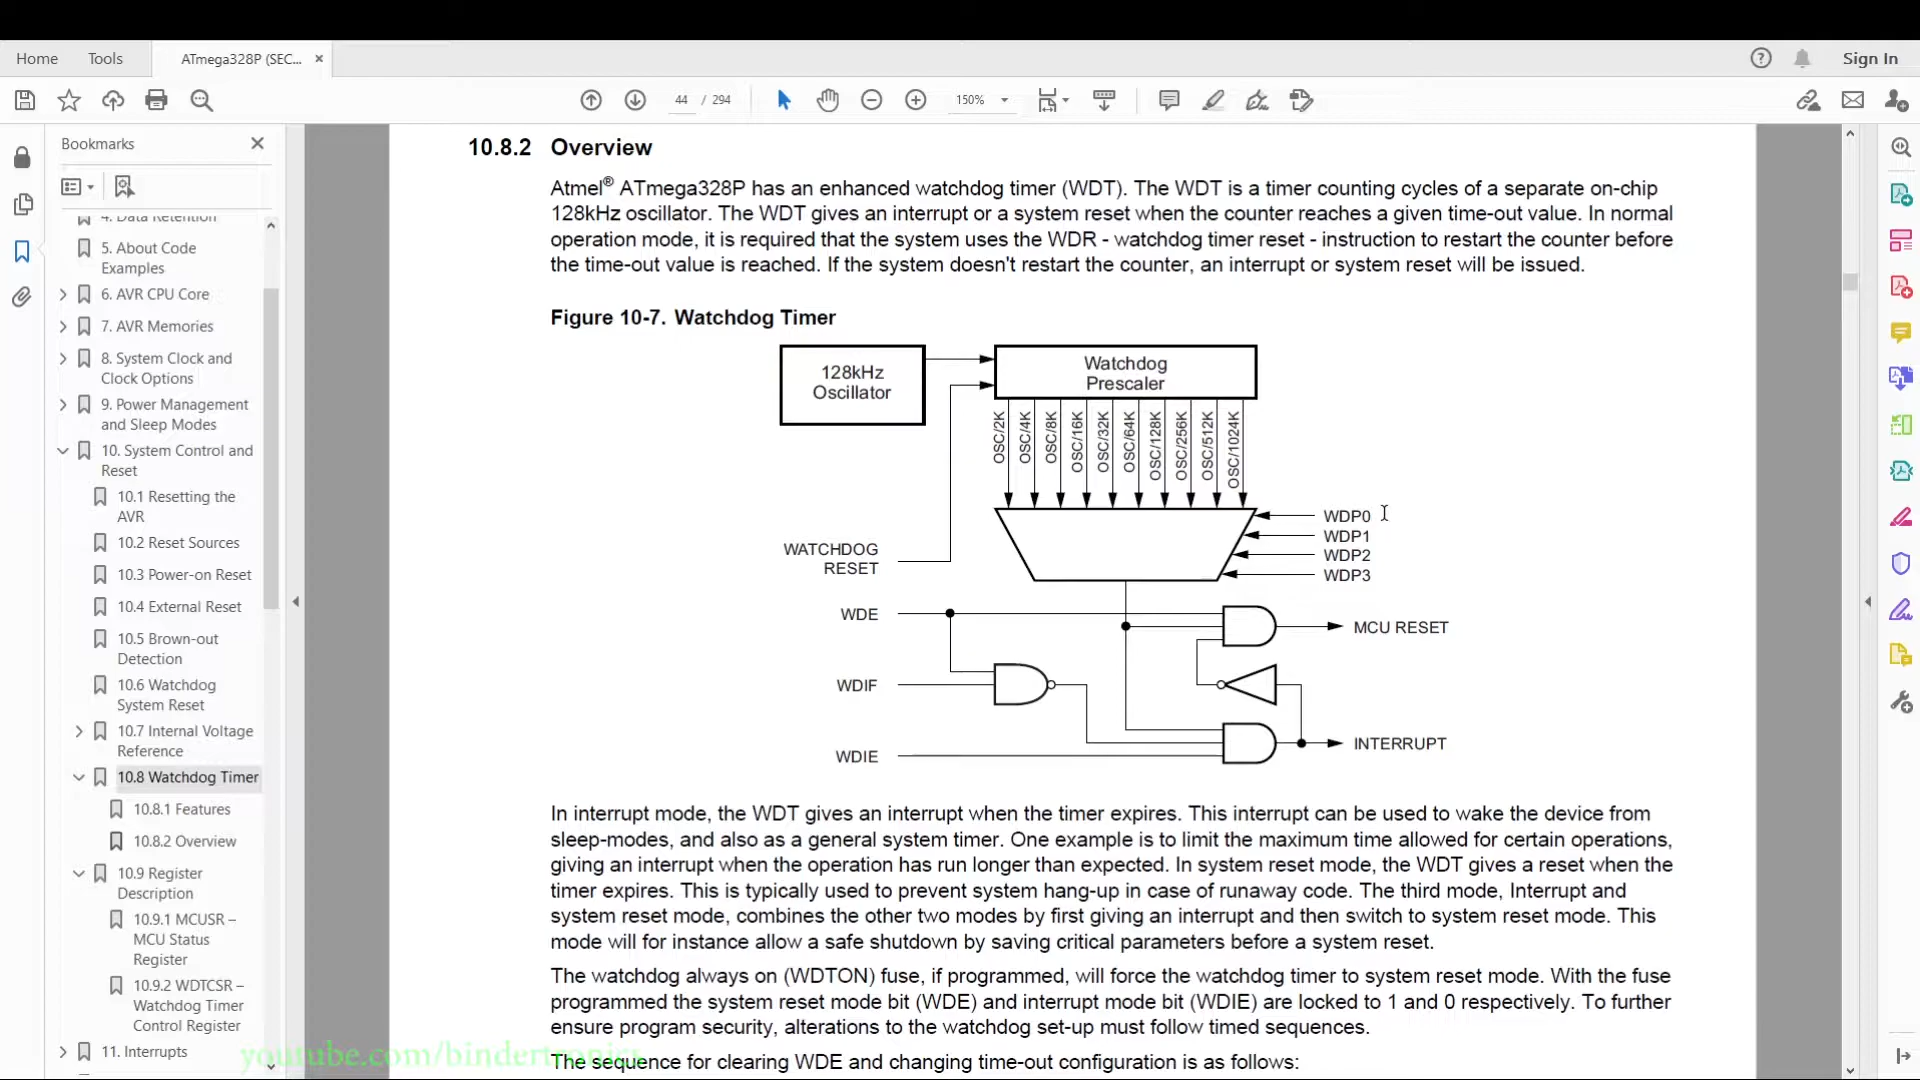 Home
Tools
ATmega328P (SEC...
Sign In
44 / 294
150%
Bookmarks
4. Data Retention
5. About Code
Examples
6. AVR CPU Core
7. AVR Memories
8. System Clock and
Clock Options
9. Power Management
and Sleep Modes
10. System Control and
Reset
10.1 Resetting the
AVR
10.2 Reset Sources
10.3 Power-on Reset
10.4 External Reset
10.5 Brown-out
Detection
10.6 Watchdog
System Reset
10.7 Internal Voltage
Reference
10.8 Watchdog Timer
10.8.1 Features
10.8.2 Overview
10.9 Register
Description
10.9.1 MCUSR –
MCU Status
Register
10.9.2 WDTCSR –
Watchdog Timer
Control Register
11. Interrupts
10.8.2 Overview
Atmel® ATmega328P has an enhanced watchdog timer (WDT). The WDT is a timer counting cycles of a separate on-chip
128kHz oscillator. The WDT gives an interrupt or a system reset when the counter reaches a given time-out value. In normal
operation mode, it is required that the system uses the WDR - watchdog timer reset - instruction to restart the counter before
the time-out value is reached. If the system doesn't restart the counter, an interrupt or system reset will be issued.
Figure 10-7. Watchdog Timer
128kHz
Oscillator
Watchdog
Prescaler
OSC/2K
OSC/4K
OSC/8K
OSC/16K
OSC/32K
OSC/64K
OSC/128K
OSC/256K
OSC/512K
OSC/1024K
WDP0
WDP1
WDP2
WDP3
WATCHDOG
RESET
WDE
MCU RESET
WDIF
INTERRUPT
WDIE
In interrupt mode, the WDT gives an interrupt when the timer expires. This interrupt can be used to wake the device from
sleep-modes, and also as a general system timer. One example is to limit the maximum time allowed for certain operations,
giving an interrupt when the operation has run longer than expected. In system reset mode, the WDT gives a reset when the
timer expires. This is typically used to prevent system hang-up in case of runaway code. The third mode, Interrupt and
system reset mode, combines the other two modes by first giving an interrupt and then switch to system reset mode. This
mode will for instance allow a safe shutdown by saving critical parameters before a system reset.
The watchdog always on (WDTON) fuse, if programmed, will force the watchdog timer to system reset mode. With the fuse
programmed the system reset mode bit (WDE) and interrupt mode bit (WDIE) are locked to 1 and 0 respectively. To further
ensure program security, alterations to the watchdog set-up must follow timed sequences.
The sequence for clearing WDE and changing time-out configuration is as follows:
youtube.com/bindertronics